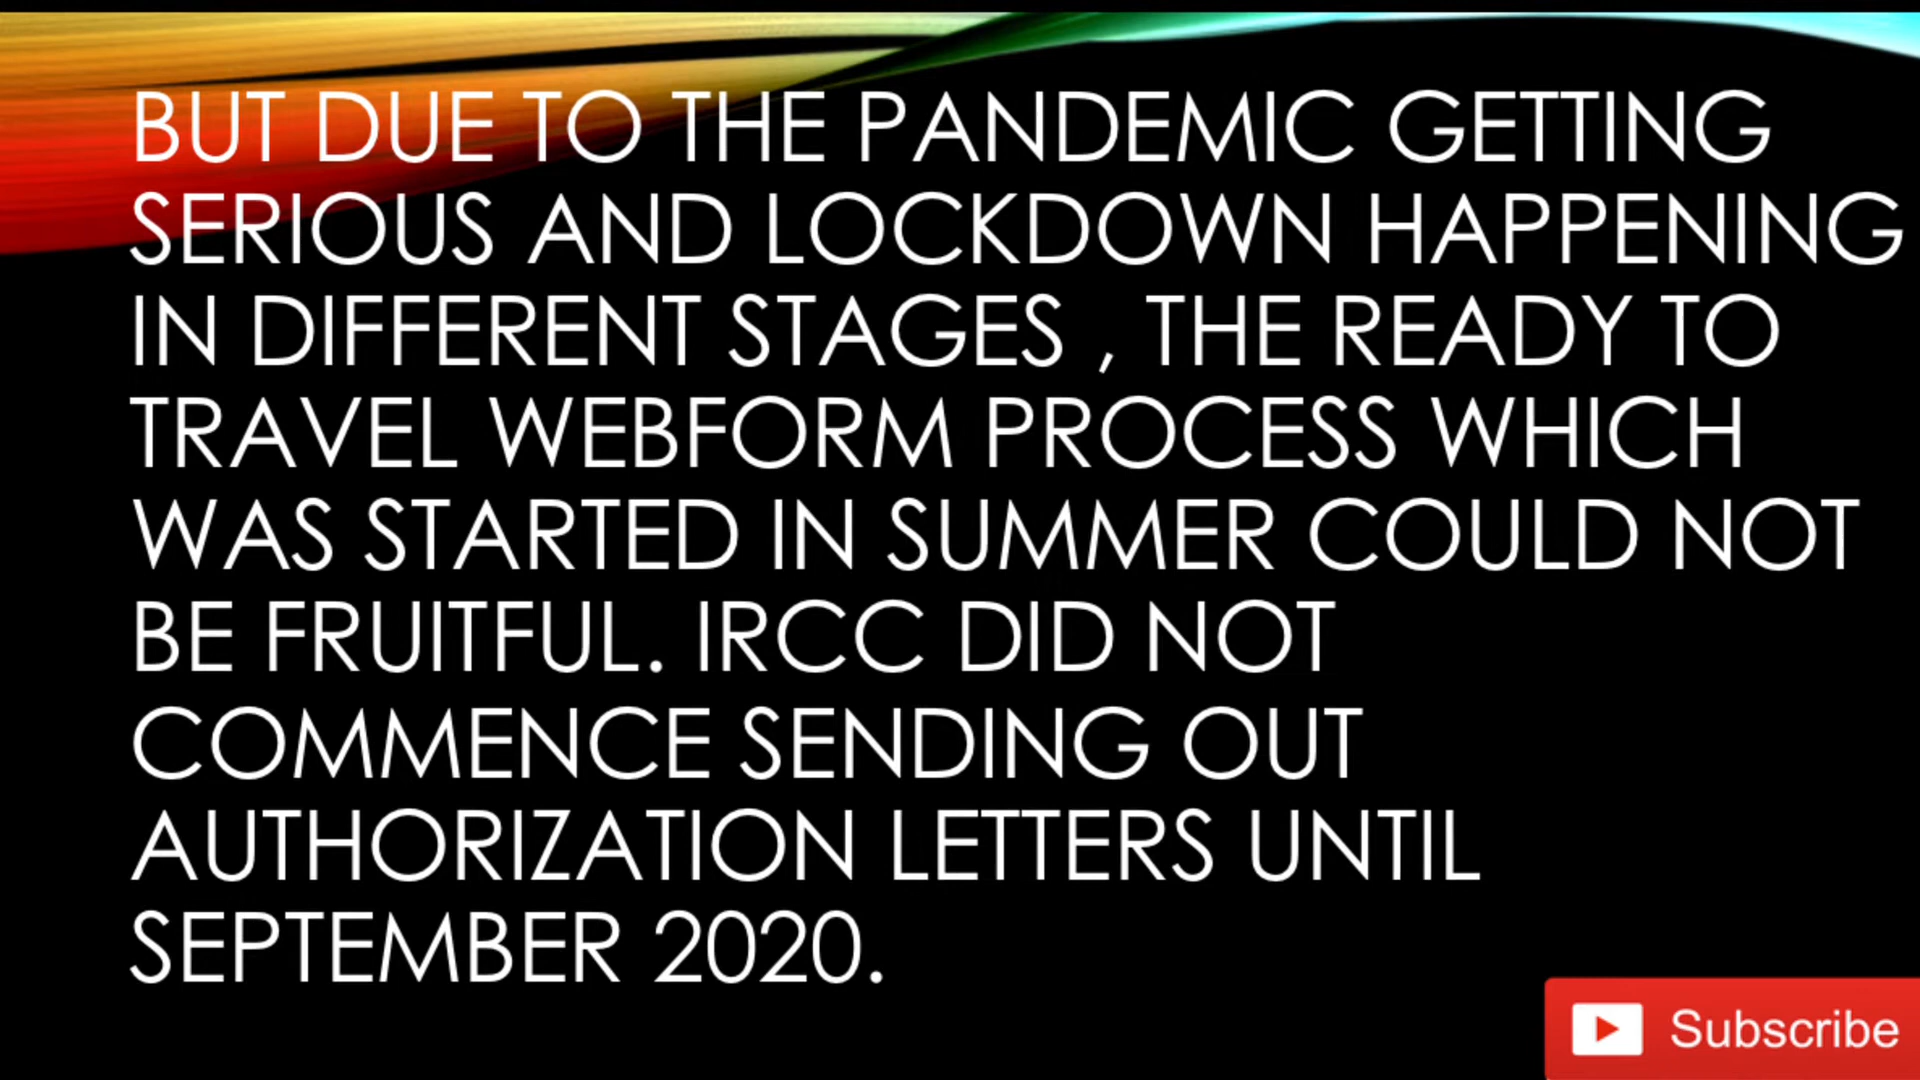 BUT DUE TO THE PANDEMIC GETTING
SERIOUS AND LOCKDOWN HAPPENING
IN DIFFERENT STAGES , THE READY TO
TRAVEL WEBFORM PROCESS WHICH
WAS STARTED IN SUMMER COULD NOT
BE FRUITFUL. IRCC DID NOT
COMMENCE SENDING OUT
AUTHORIZATION LETTERS UNTIL
SEPTEMBER 2020.
Subscribe